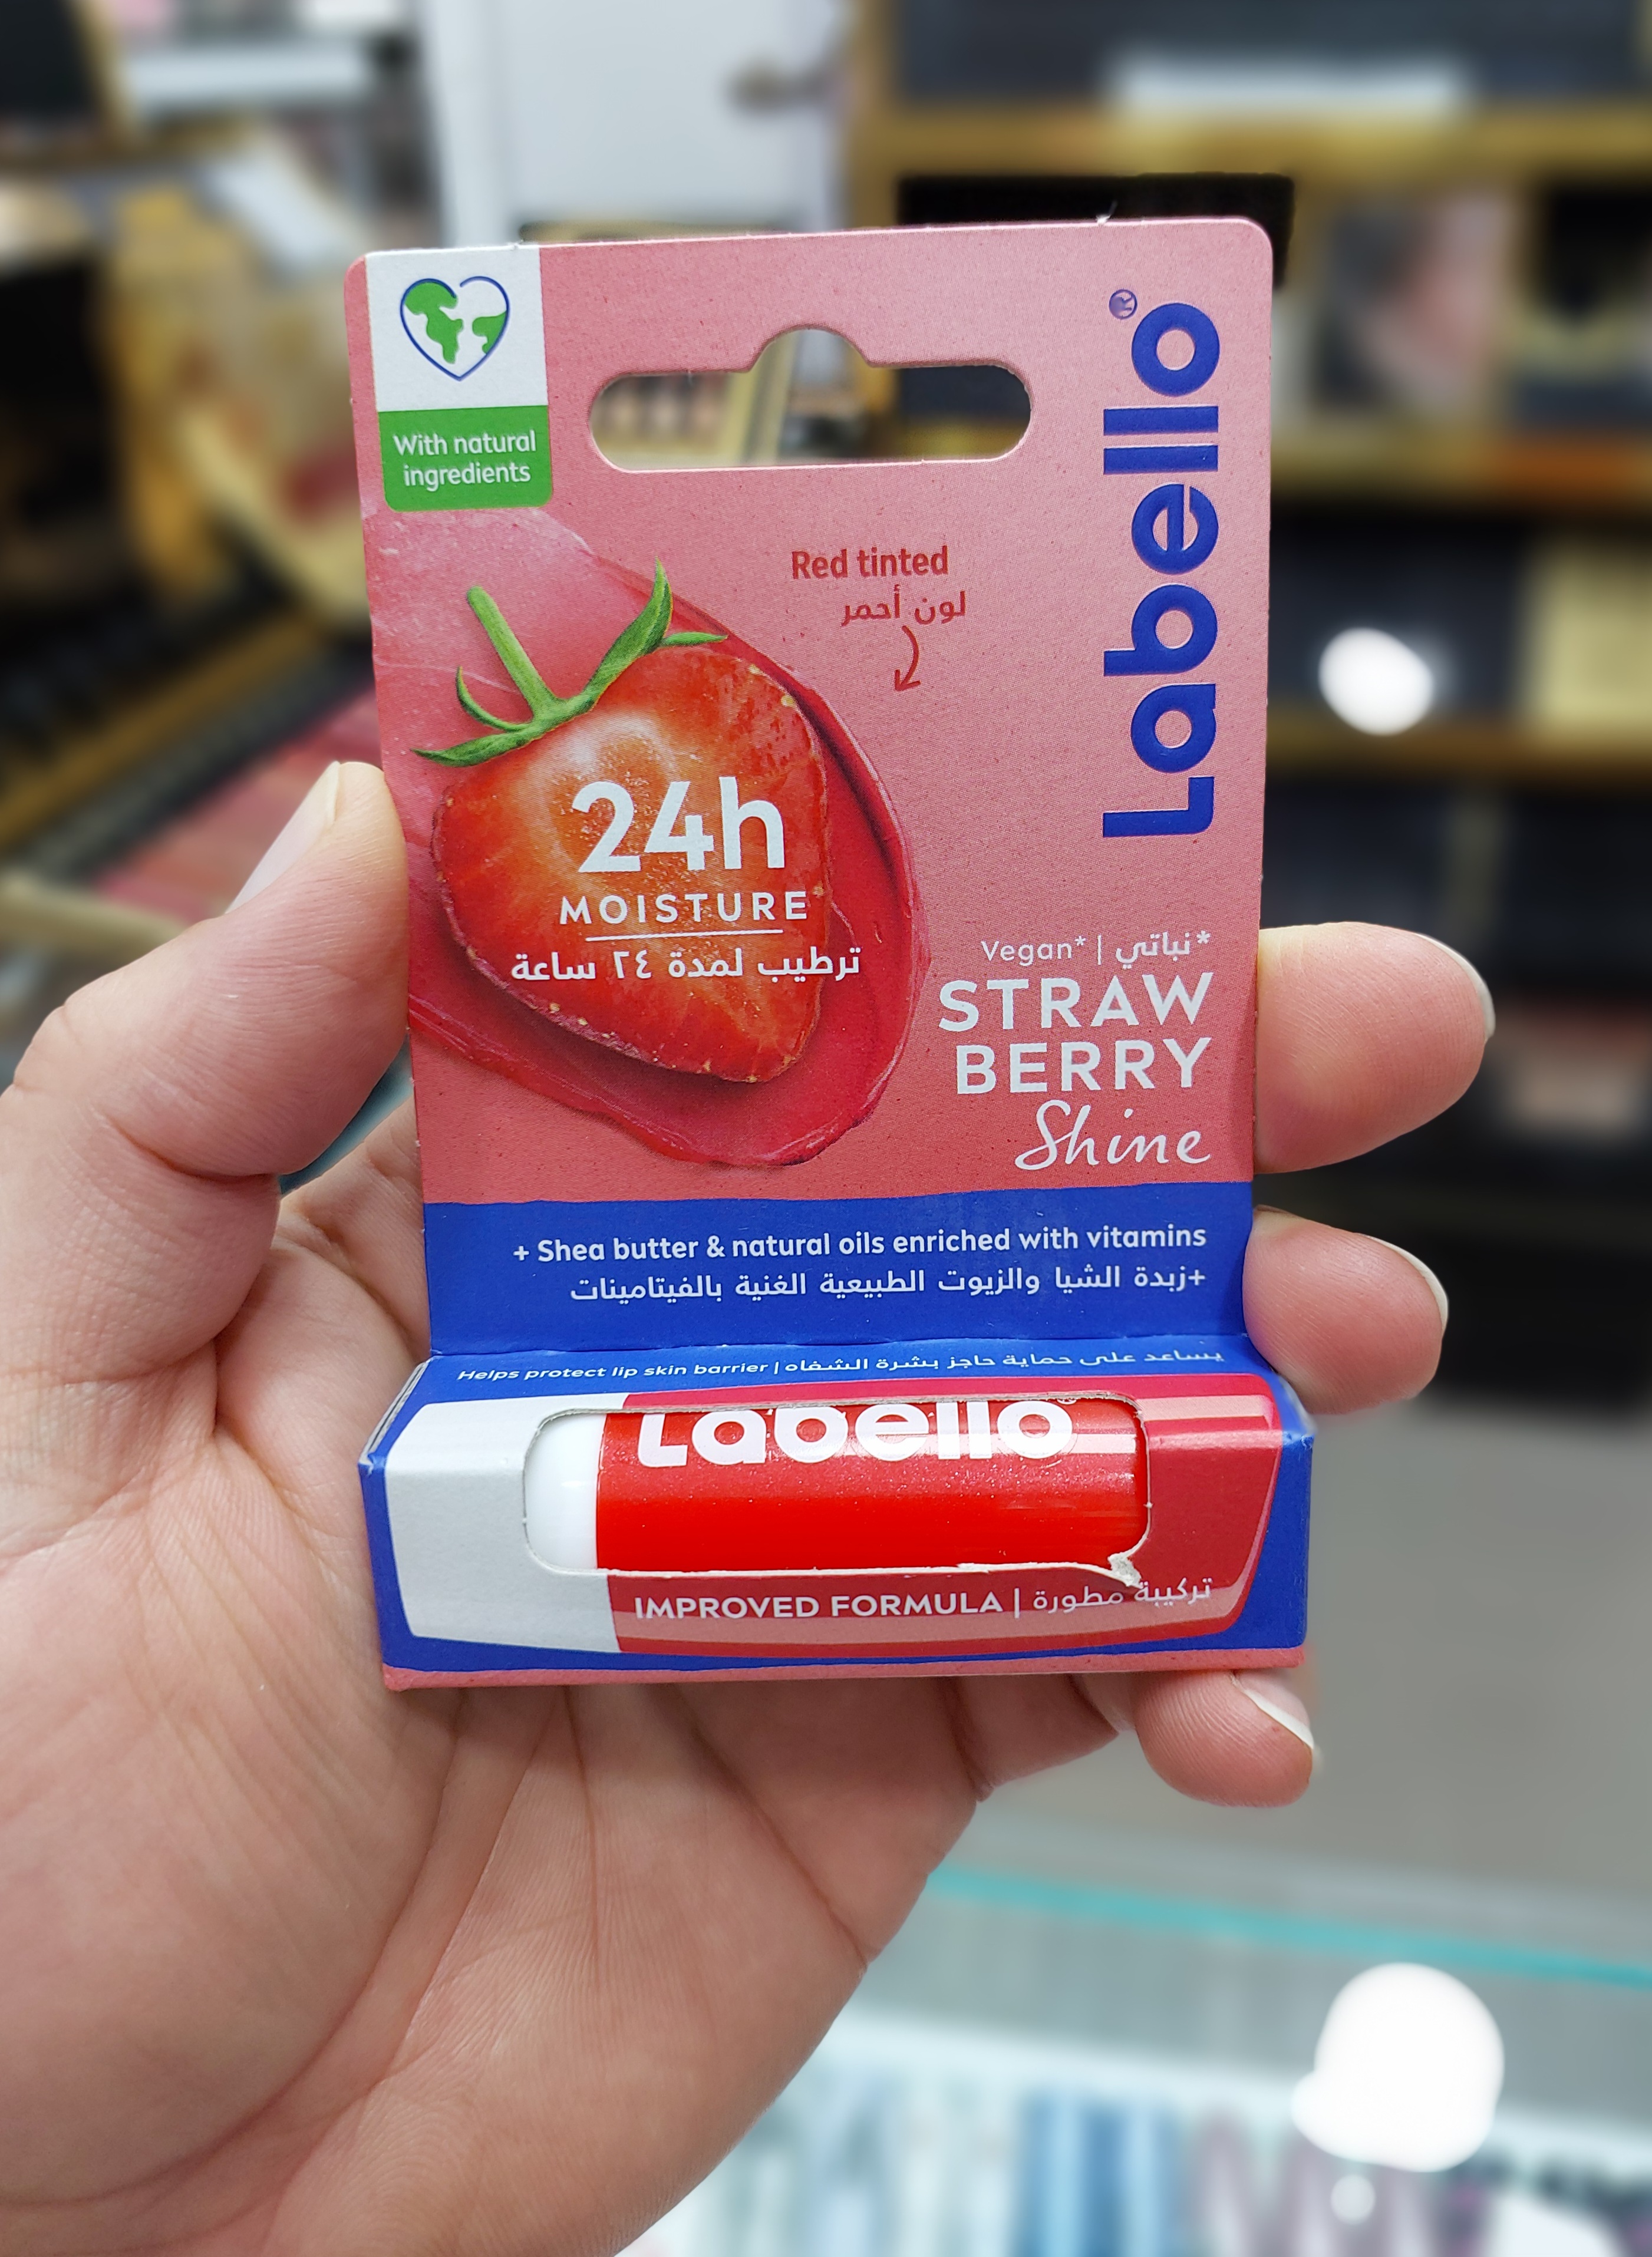 With natural
ingredients
Labello®
Red tinted
لون أحمر
24h
MOISTURE
ترطيب لمدة ٢٤ ساعة
Vegan* | نباتي*
STRAW
BERRY
Shine
+ Shea butter & natural oils enriched with vitamins
+زبدة الشيا والزيوت الطبيعية الغنية بالفيتامينات
Helps protect lip skin barrier | يساعد على حماية حاجز بشرة الشفاه
Labello
IMPROVED FORMULA | تركيبة مطورة